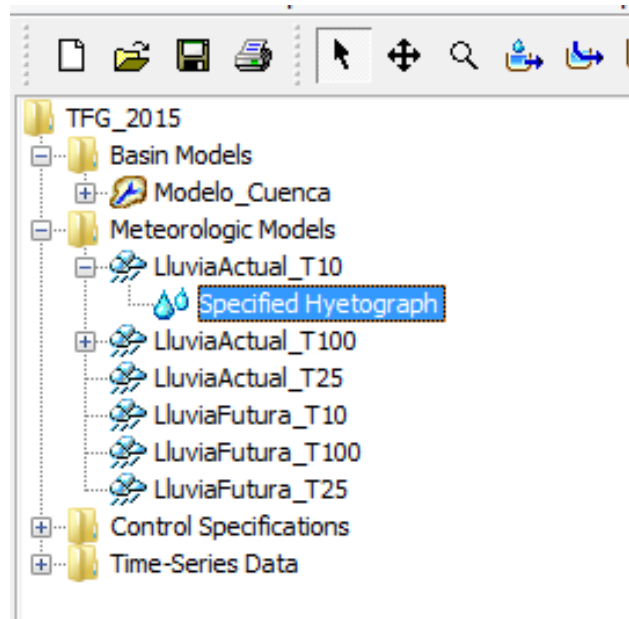 TFG_2015
Basin Models
Modelo_Cuenca
Meteorologic Models
LluviaActual_T10
Specified Hyetograph
LluviaActual_T100
LluviaActual_T25
LluviaFutura_T10
LluviaFutura_T100
LluviaFutura_T25
Control Specifications
Time-Series Data